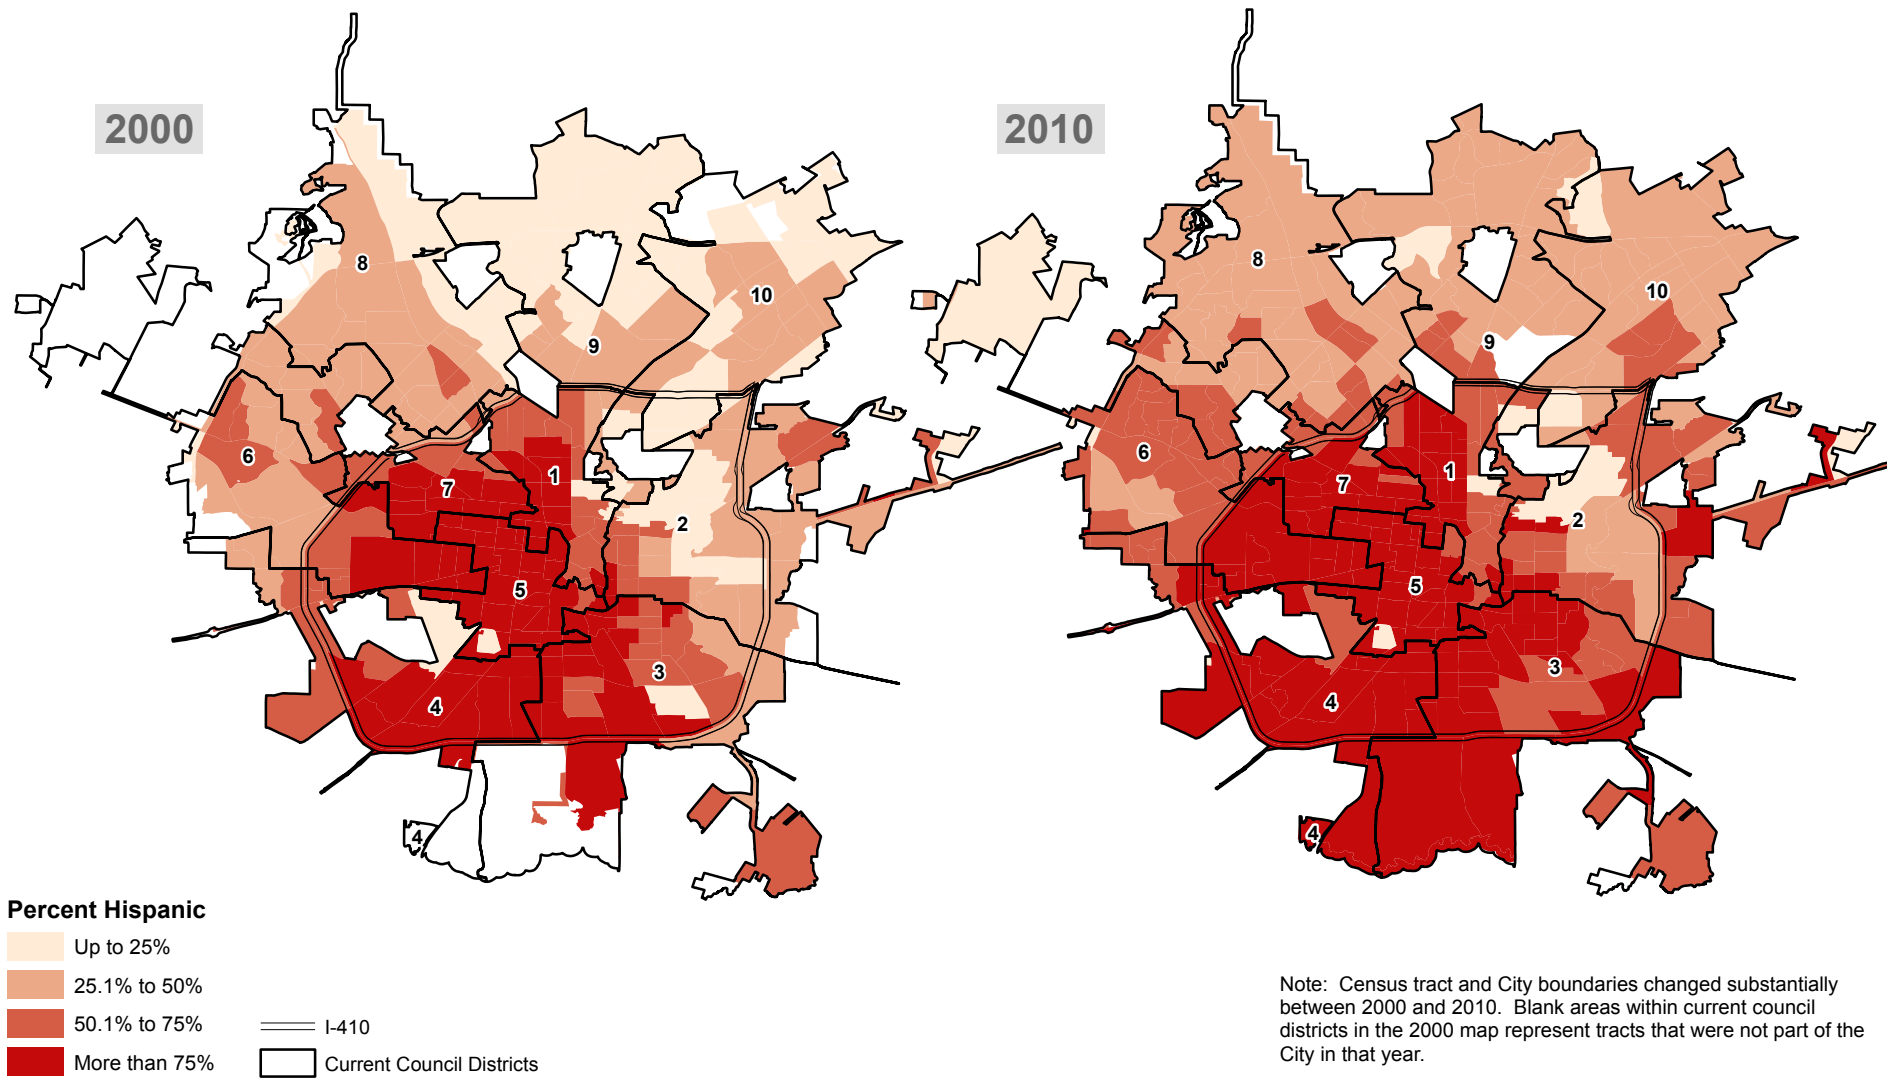 2000
2010
8
10
9
6
7
1
2
5
3
4
4
8
10
9
6
7
1
2
5
3
4
4
Percent Hispanic
Up to 25%
25.1% to 50%
50.1% to 75%
More than 75%
I-410
Current Council Districts
Note: Census tract and City boundaries changed substantially
between 2000 and 2010. Blank areas within current council
districts in the 2000 map represent tracts that were not part of the
City in that year.